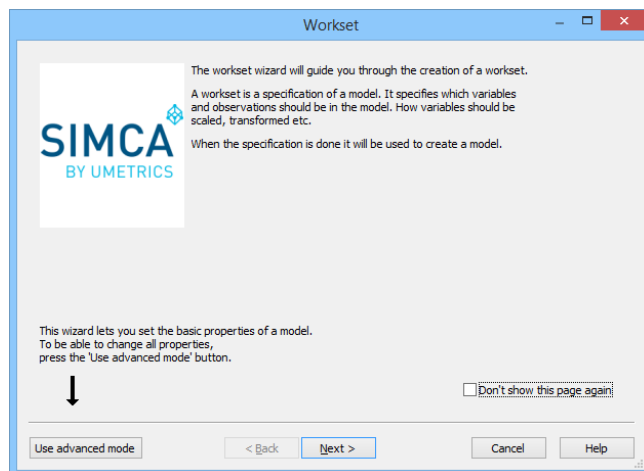 Workset
The workset wizard will guide you through the creation of a workset.
A workset is a specification of a model. It specifies which variables
and observations should be in the model. How variables should be
scaled, transformed etc.
When the specification is done it will be used to create a model.
SIMCA
BY UMETRICS
This wizard lets you set the basic properties of a model.
To be able to change all properties,
press the 'Use advanced mode' button.
Don't show this page again
Use advanced mode
< Back
Next >
Cancel
Help